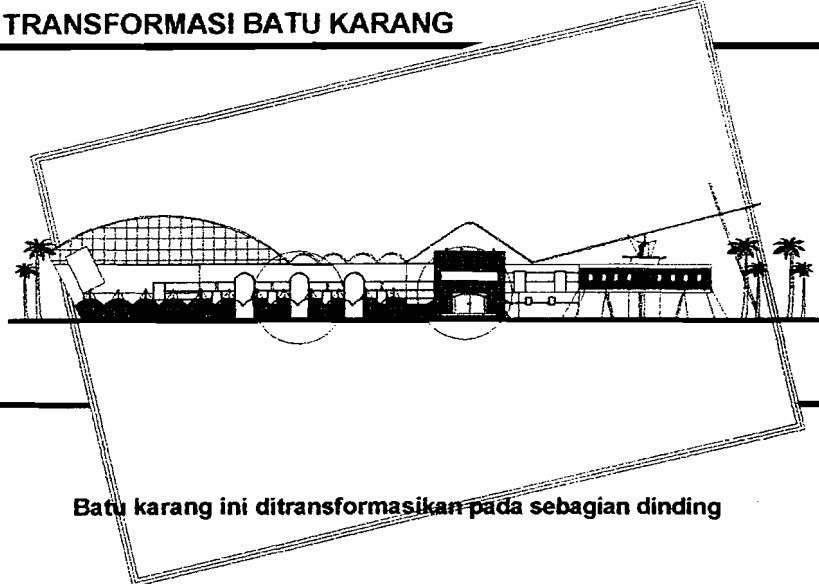 TRANSFORMASI BATU KARANG
Batu karang ini ditransformasikan pada sebagian dinding